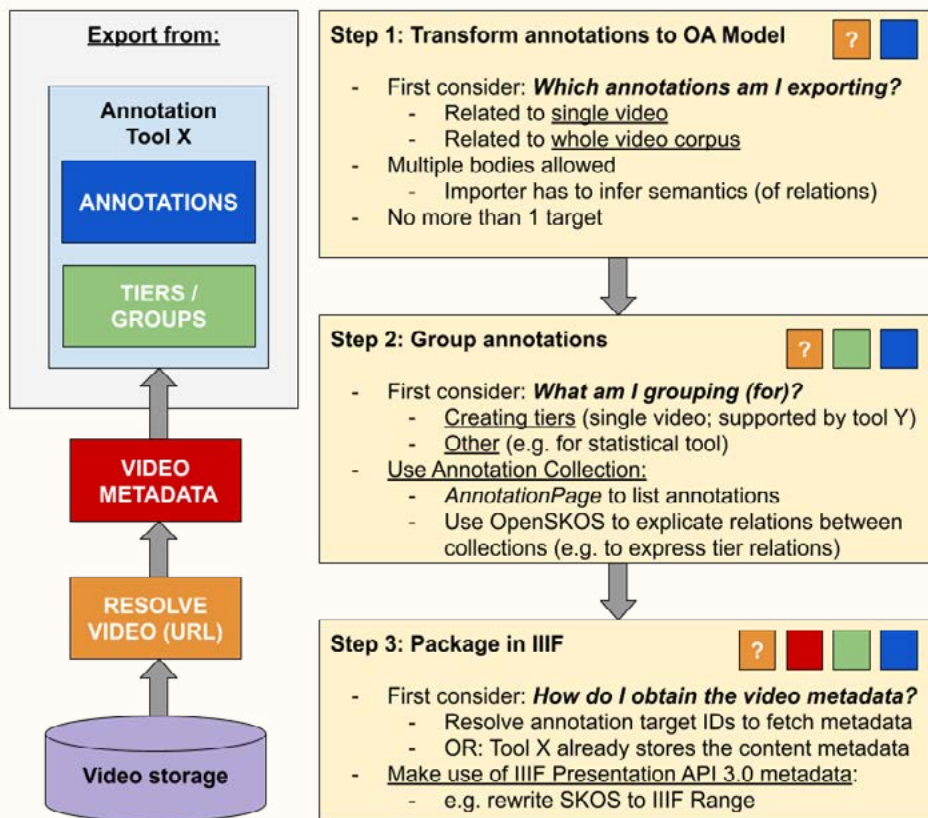 Export from:
Annotation
Tool X
ANNOTATIONS
TIERS /
GROUPS
VIDEO
METADATA
RESOLVE
VIDEO (URL)
Video storage
Step 1: Transform annotations to OA Model
?
- First consider: Which annotations am I exporting?
- Related to single video
- Related to whole video corpus
- Multiple bodies allowed
- Importer has to infer semantics (of relations)
- No more than 1 target
Step 2: Group annotations
?
- First consider: What am I grouping (for)?
- Creating tiers (single video; supported by tool Y)
- Other (e.g. for statistical tool)
- Use Annotation Collection:
- AnnotationPage to list annotations
- Use OpenSKOS to explicate relations between
collections (e.g. to express tier relations)
Step 3: Package in IIIF
?
- First consider: How do I obtain the video metadata?
- Resolve annotation target IDs to fetch metadata
- OR: Tool X already stores the content metadata
- Make use of IIIF Presentation API 3.0 metadata:
- e.g. rewrite SKOS to IIIF Range